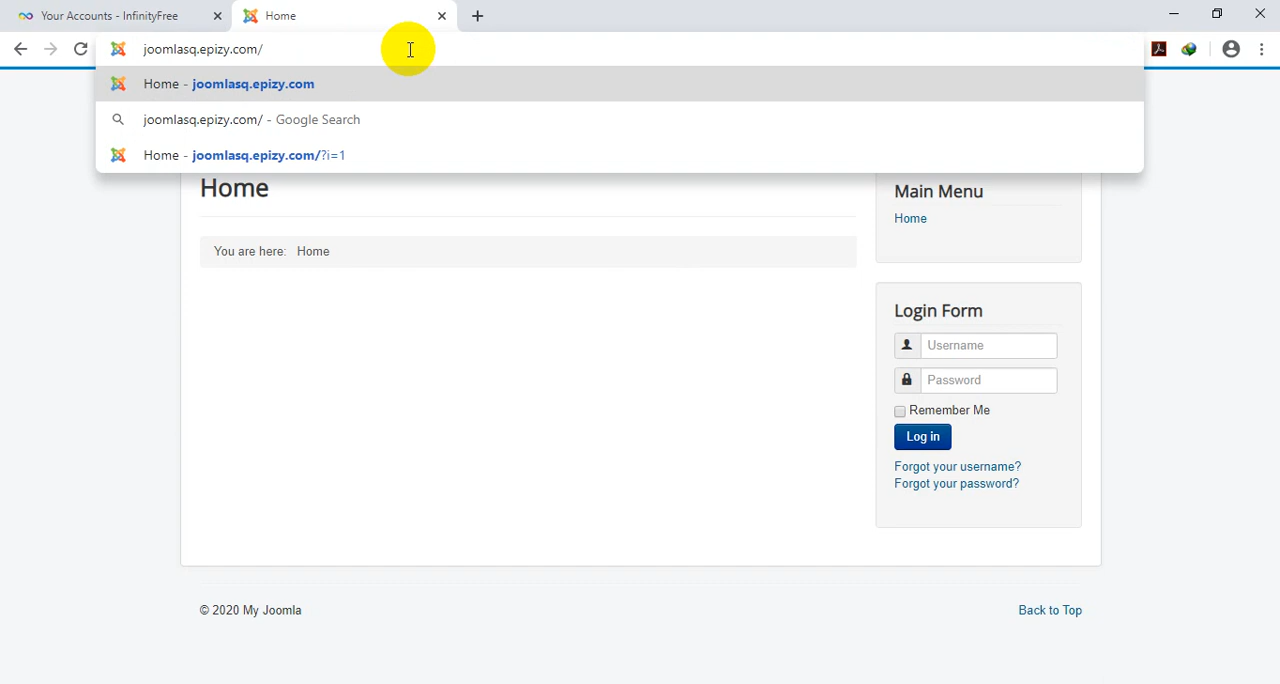 Your Accounts - InfinityFree
Home
joomlasq.epizy.com/
Home - joomlasq.epizy.com
joomlasq.epizy.com/ - Google Search
Home - joomlasq.epizy.com/?i=1
Home
You are here: Home
Main Menu
Home
Login Form
Username
Password
Remember Me
Log in
Forgot your username?
Forgot your password?
© 2020 My Joomla
Back to Top